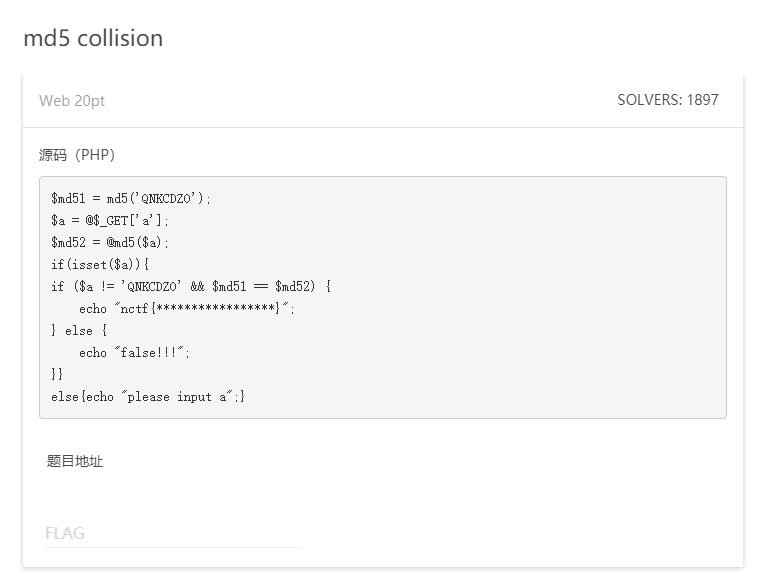 md5 collision
Web 20pt
SOLVERS: 1897
源码（PHP）
$md51 = md5('QNKCDZO');
$a = @$_GET['a'];
$md52 = @md5($a);
if(isset($a)){
if ($a != 'QNKCDZO' && $md51 == $md52) {
    echo "nctf{*****************}";
} else {
    echo "false!!!";
}}
else{echo "please input a";}
题目地址
FLAG